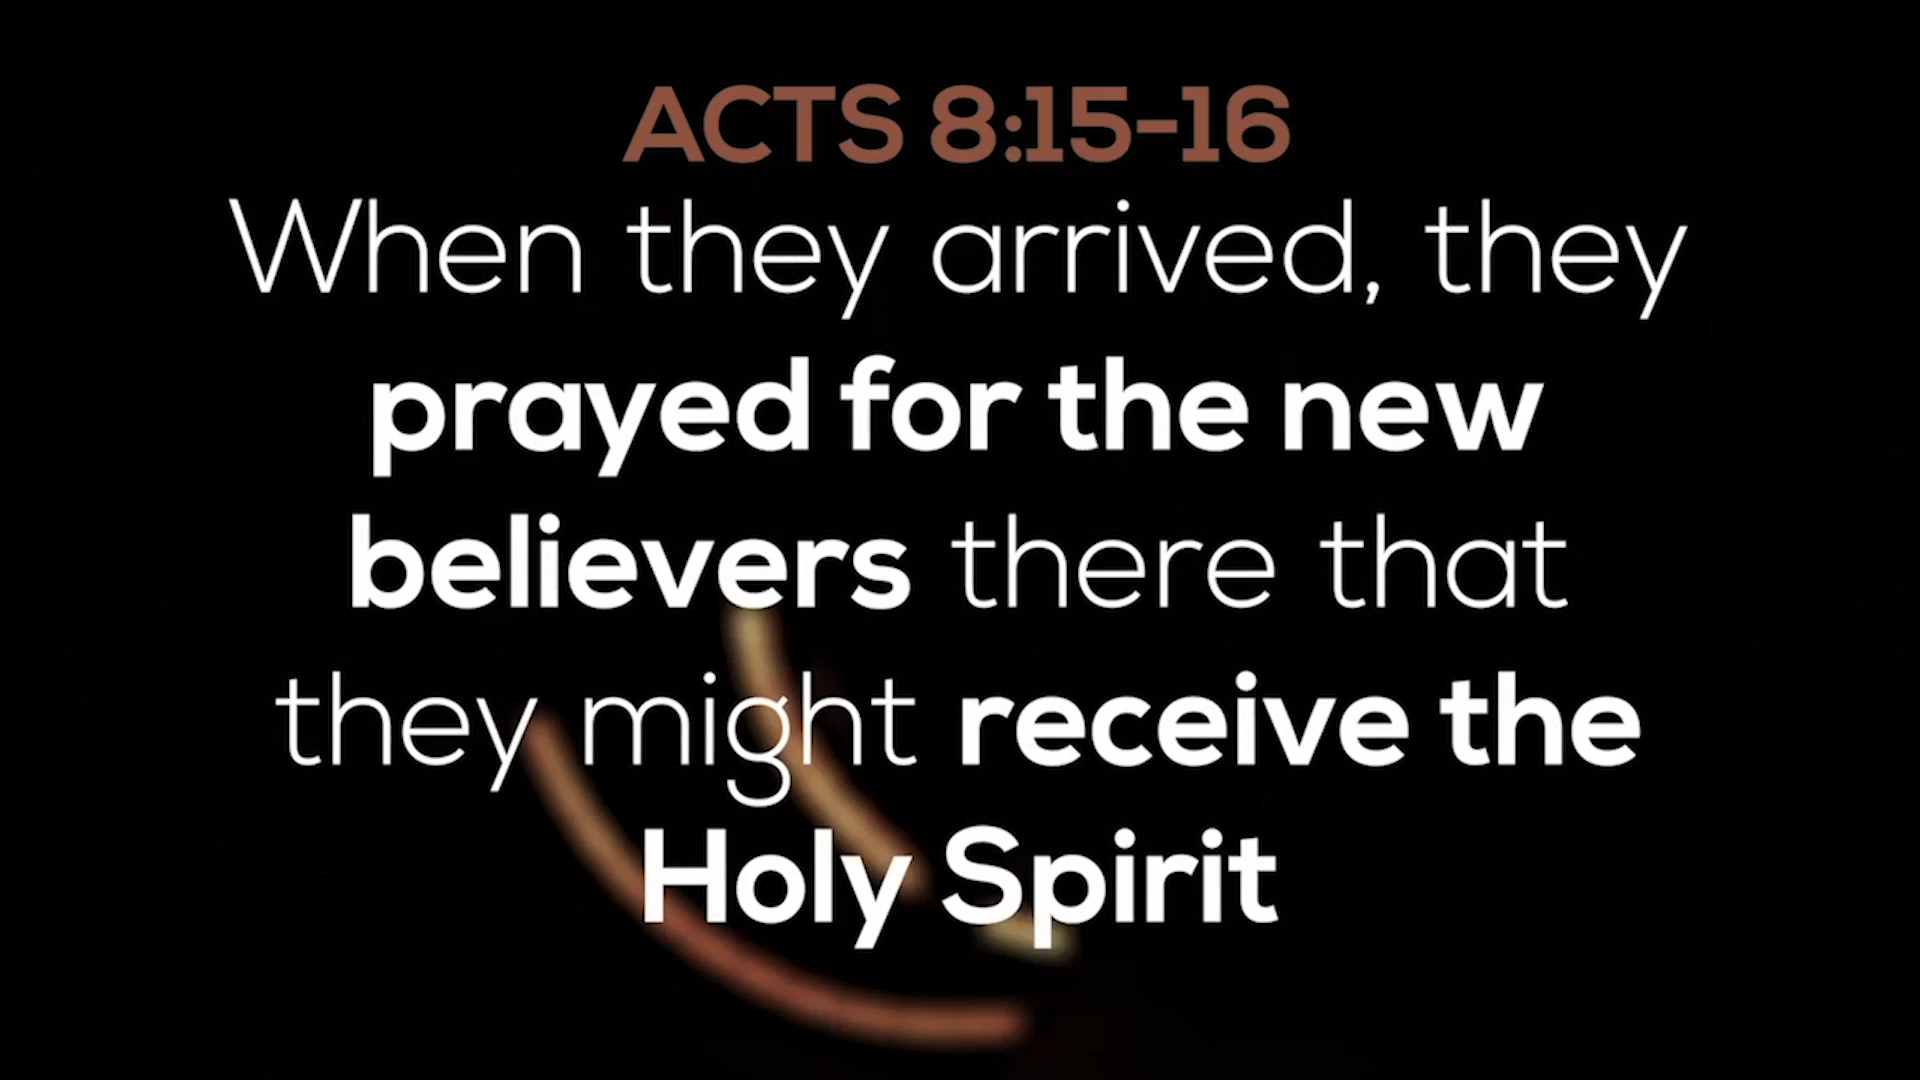 ACTS 8:15-16
When they arrived, they
prayed for the new
believers there that
they might receive the
Holy Spirit